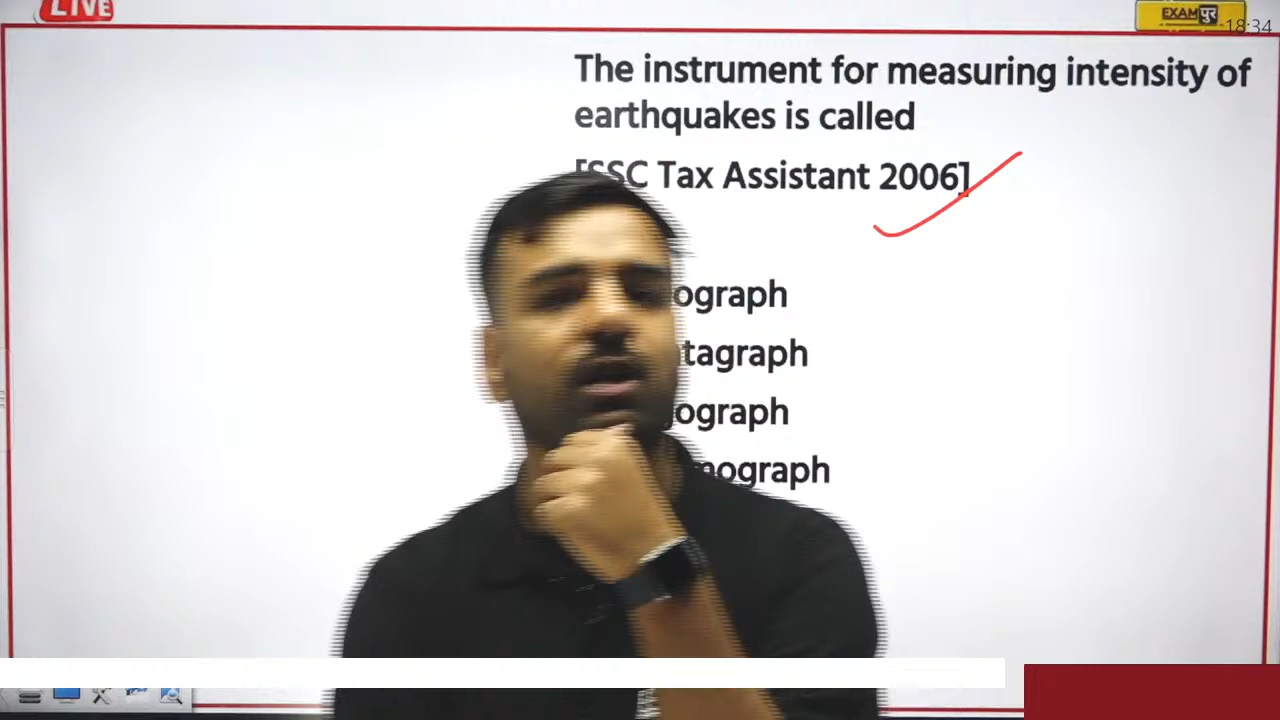 LIVE
EXAMपुर
18:34
The instrument for measuring intensity of
earthquakes is called
[SSC Tax Assistant 2006]
ograph
tagraph
ograph
mograph